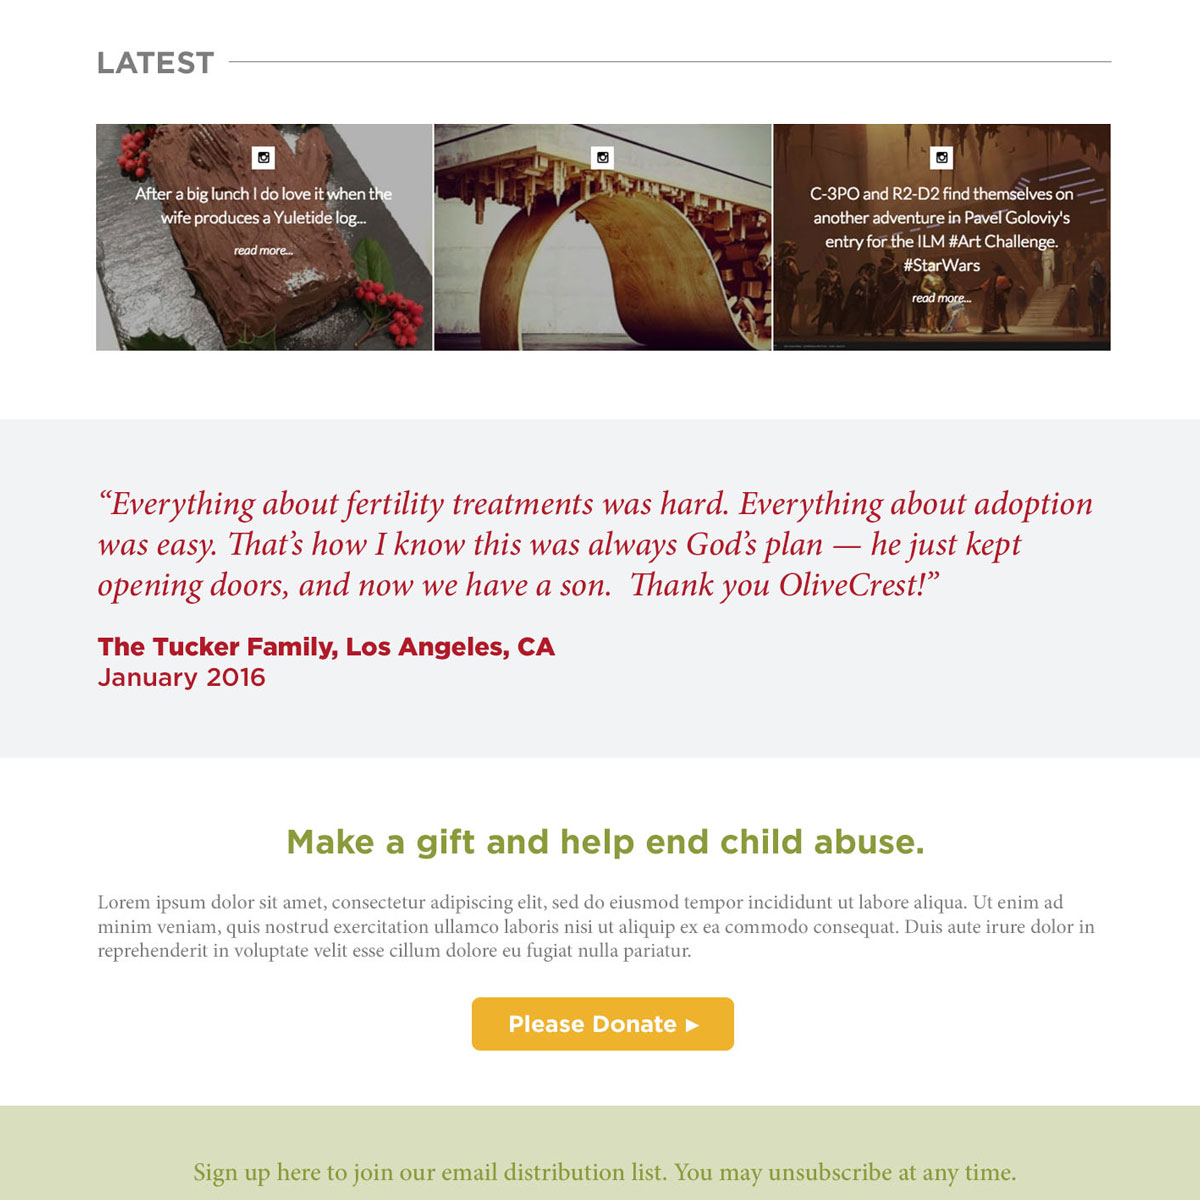 LATEST
After a big lunch I do love it when the
wife produces a Yuletide log...
read more...
C-3PO and R2-D2 find themselves on
another adventure in Pavel Goloviy's
entry for the ILM #Art Challenge.
#StarWars
read more...
“Everything about fertility treatments was hard. Everything about adoption
was easy. That’s how I know this was always God’s plan — he just kept
opening doors, and now we have a son.  Thank you OliveCrest!”
The Tucker Family, Los Angeles, CA
January 2016
Make a gift and help end child abuse.
Lorem ipsum dolor sit amet, consectetur adipiscing elit, sed do eiusmod tempor incididunt ut labore aliqua. Ut enim ad
minim veniam, quis nostrud exercitation ullamco laboris nisi ut aliquip ex ea commodo consequat. Duis aute irure dolor in
reprehenderit in voluptate velit esse cillum dolore eu fugiat nulla pariatur.
Please Donate ▶
Sign up here to join our email distribution list. You may unsubscribe at any time.